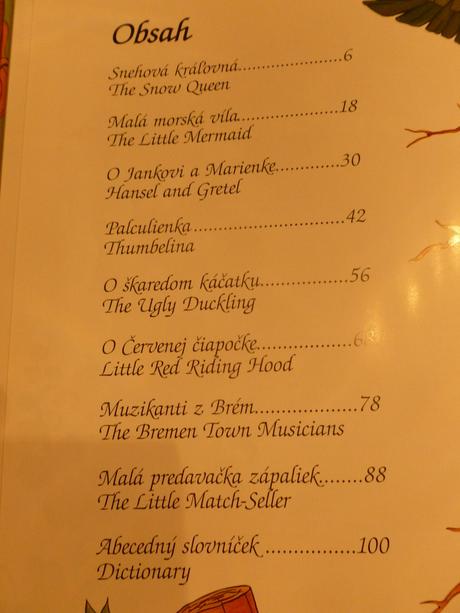 Obsah
Snehová kráľovná......................6
The Snow Queen
Malá morská víla......................18
The Little Mermaid
O Jankovi a Marienke.............30
Hansel and Gretel
Palculienka..............................42
Thumbelina
O škaredom káčatku..................56
The Ugly Duckling
O Červenej čiapočke...................
Little Red Riding Hood
Muzikanti z Brém....................78
The Bremen Town Musicians
Malá predavačka zápaliek........88
The Little Match-Seller
Abecedný slovníček .................100
Dictionary